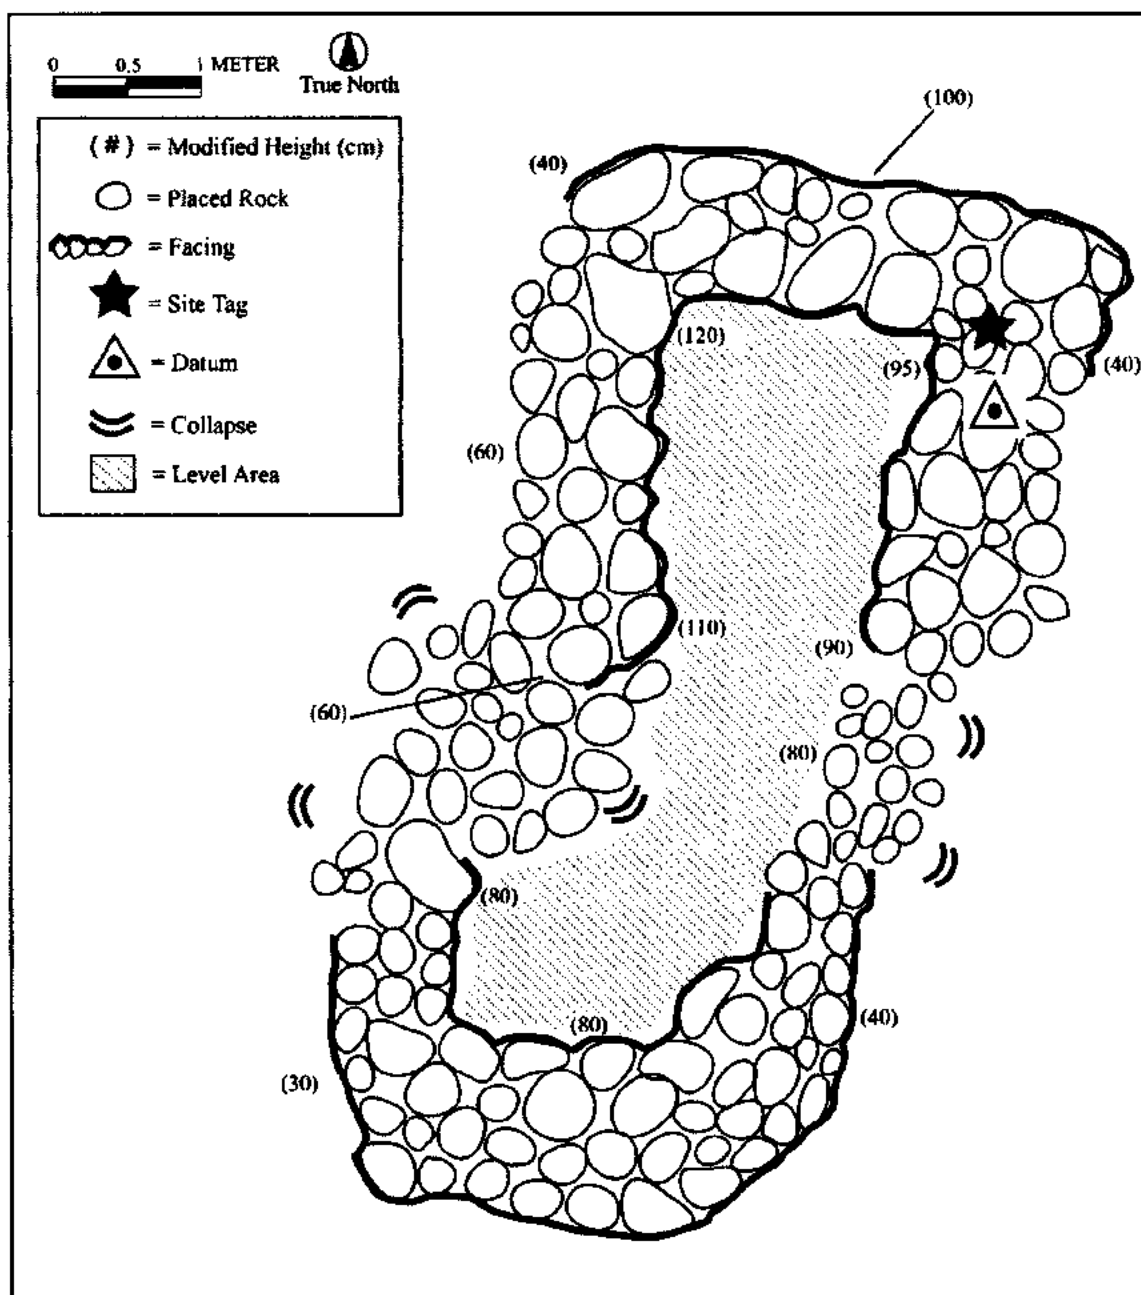 0 0.5 1 METER
True North
(#) = Modified Height (cm)
= Placed Rock
= Facing
= Site Tag
= Datum
= Collapse
= Level Area
(100)
(40)
(120)
(95)
(40)
(60)
(110)
(90)
(60)
(80)
(80)
(80)
(40)
(30)